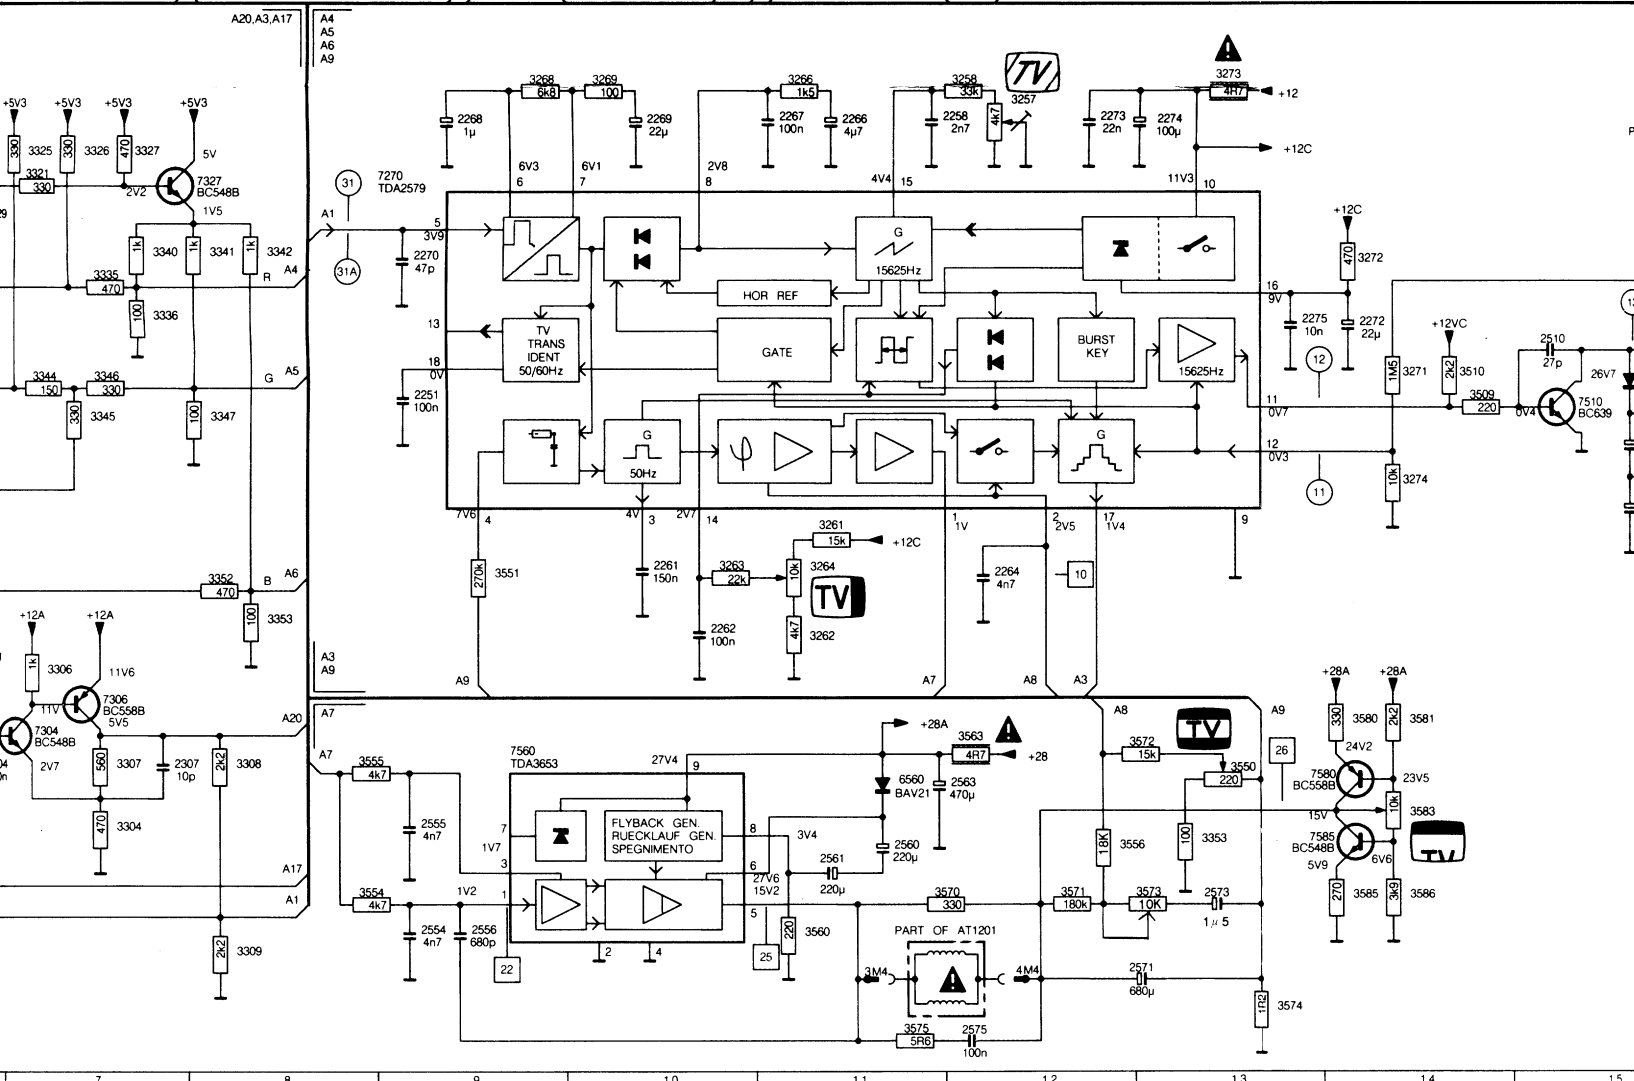 A20,A3,A17
A4
A5
A6
A9
+5V3 +5V3 +5V3 +5V3
330 3325
330 3326
470 3327
5V
3321
330
2V2
7327
BC548B
1V5
1k 3340
1k 3341
1k 3342
3335
470
R
A4
100 3336
3344
150
3346
330
G
A5
330 3345
100 3347
3352
470
B
A6
100 3353
+12A +12A
1k 3306
11V6
11V
7306
BC558B
5V5
7304
BC548B
2V7
A20
560 3307
2307
10p
2k2 3308
470 3304
A17
A1
2k2 3309
31
31A
A1
7270
TDA2579
2270
47p
2251
100n
2268
1µ
3268
6k8
3269
100
2269
22µ
6V3
6
6V1
7
2V8
8
3266
1k5
2267
100n
2266
4µ7
3258
33k
2258
2n7
4k7
3257
TV
4V4
15
2273
22n
2274
100µ
3273
4R7
+12
+12C
11V3
10
5
3V9
13
18
0V
G
15625Hz
HOR REF
TV
TRANS
IDENT
50/60Hz
GATE
BURST
KEY
15625Hz
G
50Hz
φ
G
16
9V
11
0V7
12
0V3
+12C
470 3272
2275
10n
2272
22µ
12
11
1M5 3271
10k 3274
+12VC
2k2 3510
3509
220
0V4
2510
27p
26V7
7510
BC639
7V6
4
4V
3
2V7
14
1
1V
2
2V5
17
1V4
9
270k 3551
2261
150n
3263
22k
3261
15k
+12C
10k
3264
TV
2262
100n
4k7 3262
2264
4n7
10
A3
A9
A9
A7
A8
A3
A7
A7
3555
4k7
2555
4n7
3554
4k7
2554
4n7
1V2
2556
680p
22
7560
TDA3653
27V4
9
7
1V7
3
1
FLYBACK GEN.
RUECKLAUF GEN.
SPEGNIMENTO
8
3V4
6
27V6
15V2
5
2
4
25
220 3560
2561
220µ
+28A
6560
BAV21
2560
220µ
3563
4R7
+28
2563
470µ
3570
330
PART OF AT1201
3M4
4M4
3575
5R6
2575
100n
A8
3572
15k
TV
3550
220
A9
26
18K 3556
100 3353
3571
180k
3573
10K
2573
1µ5
2571
680µ
1R2 3574
+28A +28A
330 3580
2k2 3581
24V2
7580
BC558B
23V5
15V
10k 3583
7585
BC548B
5V9
6V6
TV
270 3585
3k9 3586
7 8 9 10 11 12 13 14 15